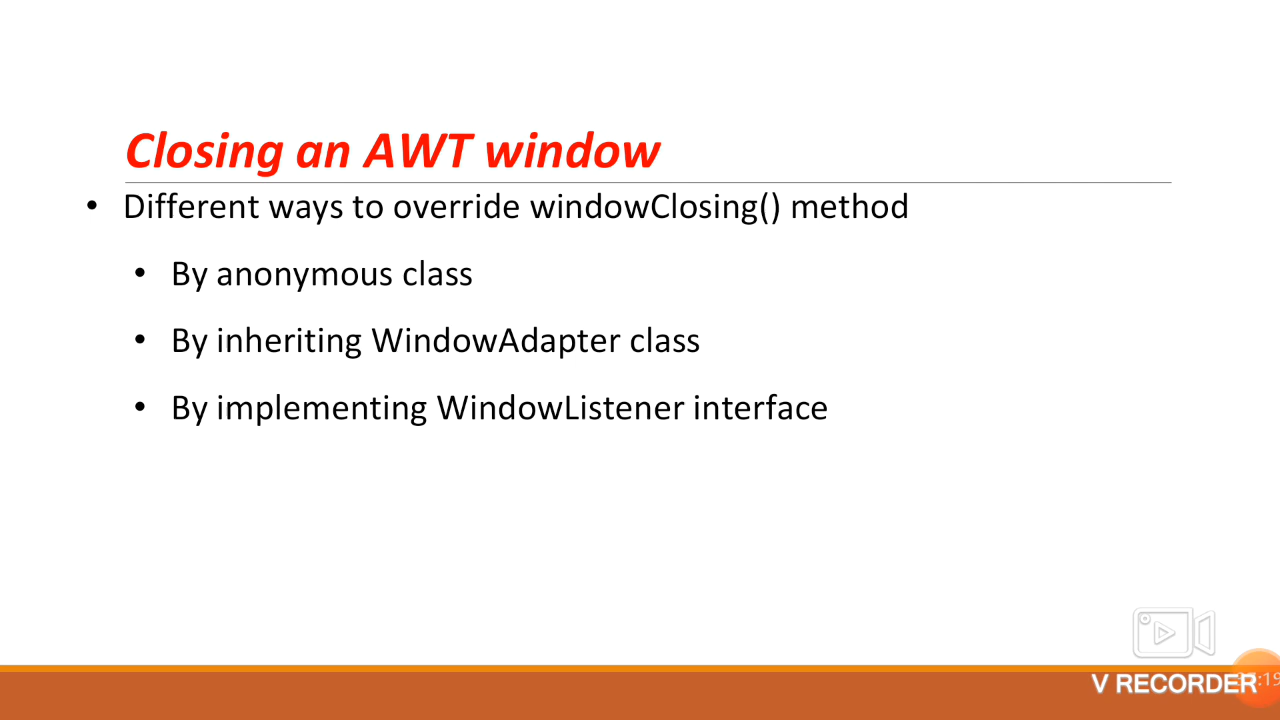 Closing an AWT window
• Different ways to override windowClosing() method
• By anonymous class
• By inheriting WindowAdapter class
• By implementing WindowListener interface
V RECORDER